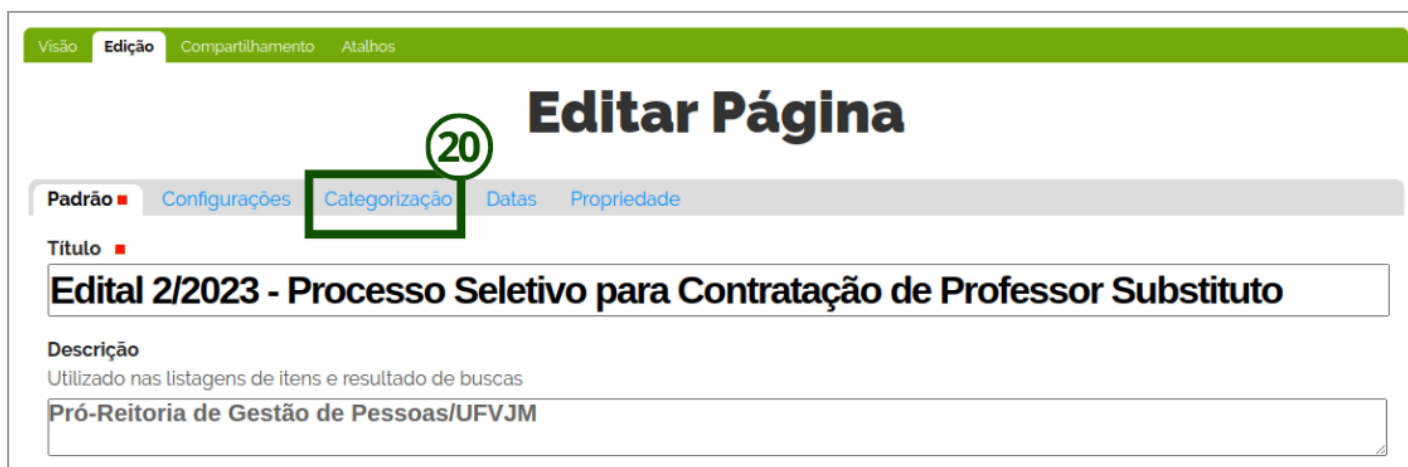 Visão Edição Compartilhamento Atalhos
Editar Página
20
Padrão Configurações Categorização Datas Propriedade
Título
Edital 2/2023 - Processo Seletivo para Contratação de Professor Substituto
Descrição
Utilizado nas listagens de itens e resultado de buscas
Pró-Reitoria de Gestão de Pessoas/UFVJM